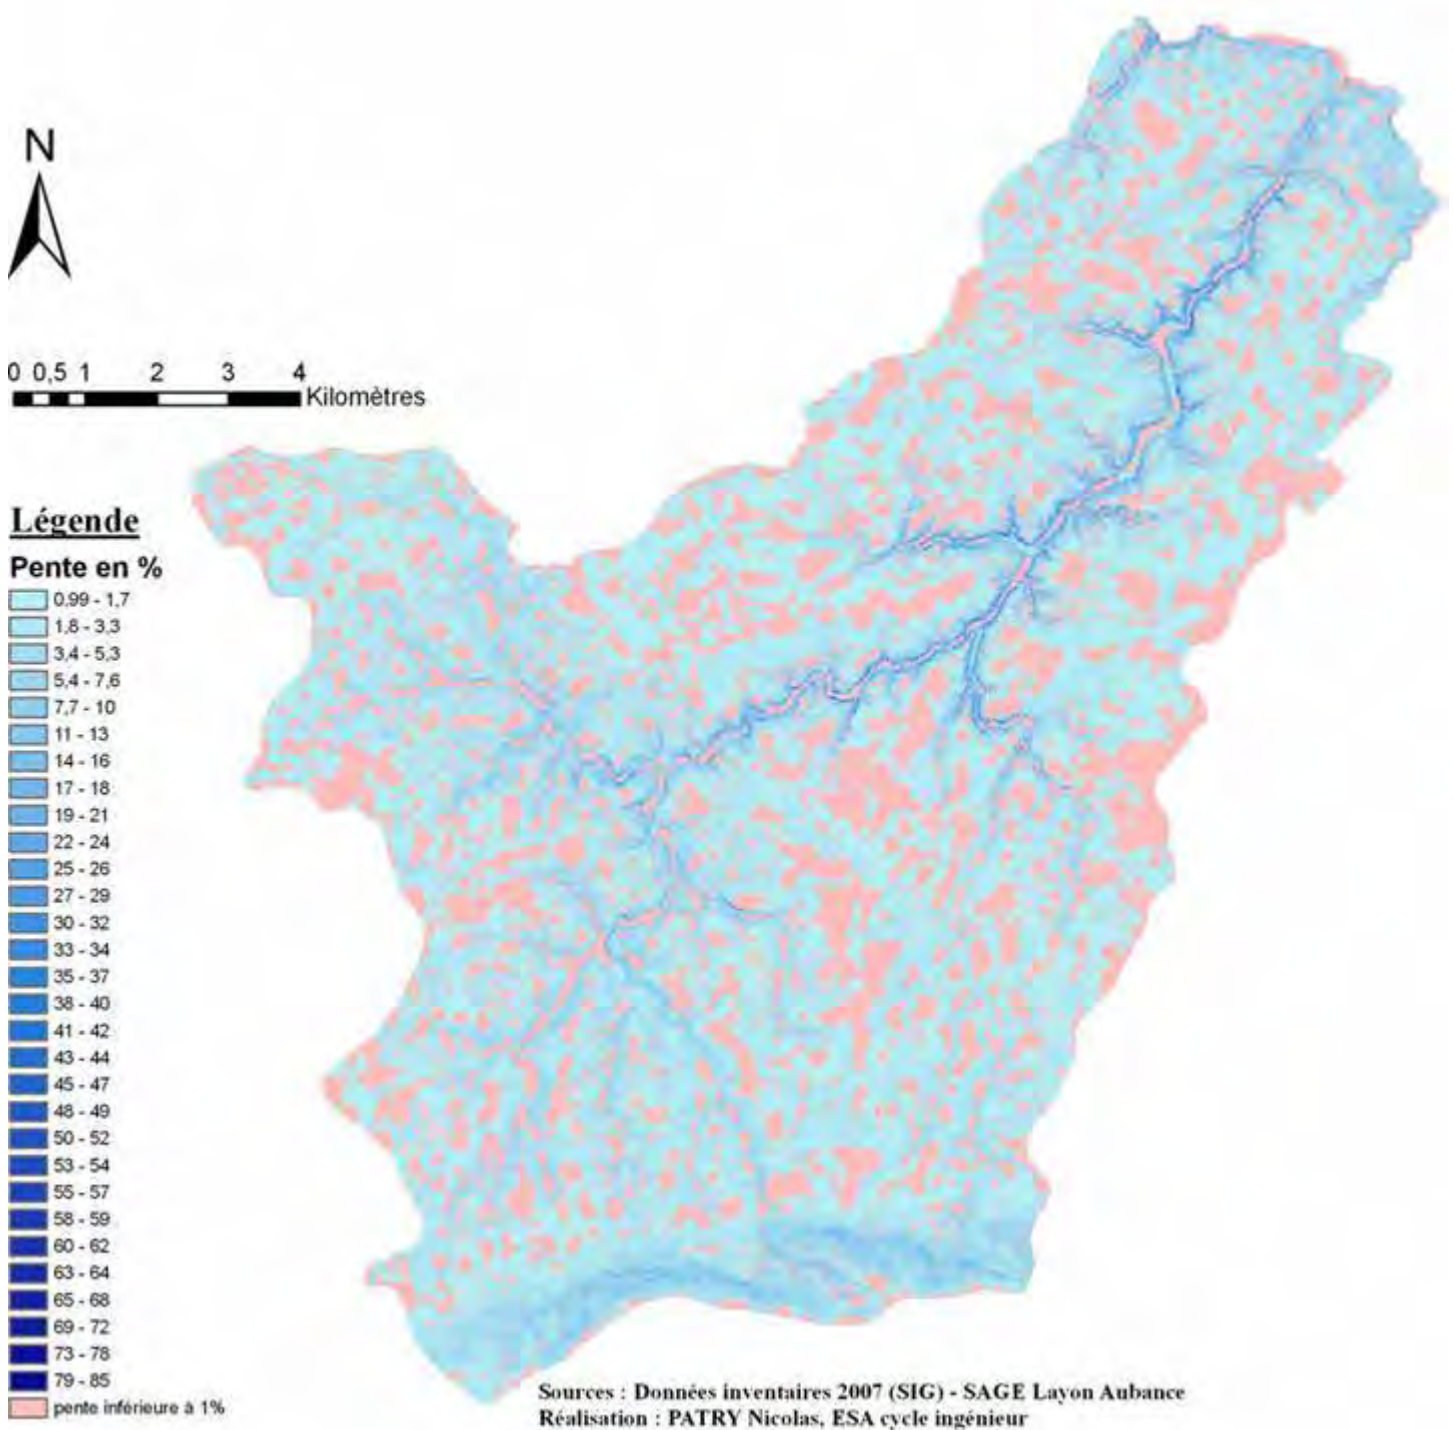 N
0 0,5 1 2 3 4
Kilomètres
Légende
Pente en %
0.99 - 1,7
1,8 - 3,3
3,4 - 5,3
5,4 - 7,6
7,7 - 10
11 - 13
14 - 16
17 - 18
19 - 21
22 - 24
25 - 26
27 - 29
30 - 32
33 - 34
35 - 37
38 - 40
41 - 42
43 - 44
45 - 47
48 - 49
50 - 52
53 - 54
55 - 57
58 - 59
60 - 62
63 - 64
65 - 68
69 - 72
73 - 78
79 - 85
pente inférieure à 1%
Sources : Données inventaires 2007 (SIG) - SAGE Layon Aubance
Réalisation : PATRY Nicolas, ESA cycle ingénieur